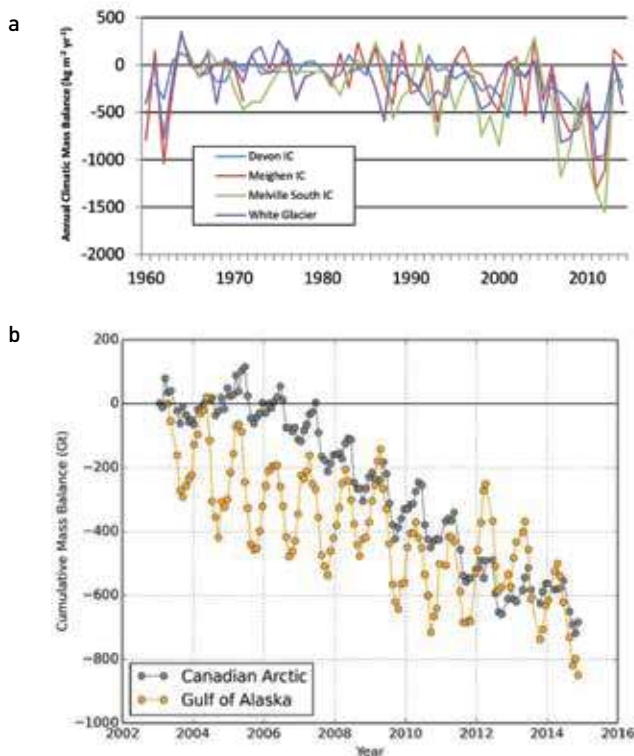 a
Annual Climatic Mass Balance (kg m⁻² yr⁻¹)
500
0
-500
-1000
-1500
-2000
Devon IC
Meighen IC
Melville South IC
White Glacier
1960 1970 1980 1990 2000 2010
b
Cumulative Mass Balance (Gt)
200
0
−200
−400
−600
−800
−1000
Canadian Arctic
Gulf of Alaska
2002 2004 2006 2008 2010 2012 2014 2016
Year